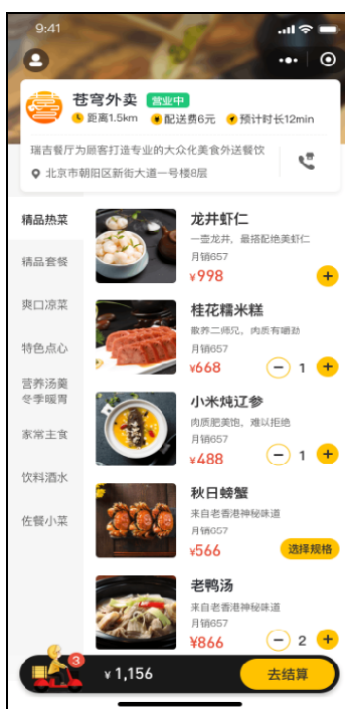 9:41
苍穹外卖 营业中
距离1.5km 配送费6元 预计时长12min
瑞吉餐厅为顾客打造专业的大众化美食外送餐饮
北京市朝阳区新街大道一号楼8层
精品热菜
精品套餐
爽口凉菜
特色点心
营养汤羹
冬季暖胃
家常主食
饮料酒水
佐餐小菜
龙井虾仁
一壶龙井，最搭配绝美虾仁
月销657
¥998
桂花糯米糕
散养二师兄，肉质有嚼劲
月销657
¥668 1
小米炖辽参
肉质肥美饱，难以拒绝
月销657
¥488 1
秋日螃蟹
来自老香港神秘味道
月销657
¥566 选择规格
老鸭汤
来自老香港神秘味道
月销657
¥866 2
3
¥ 1,156 去结算